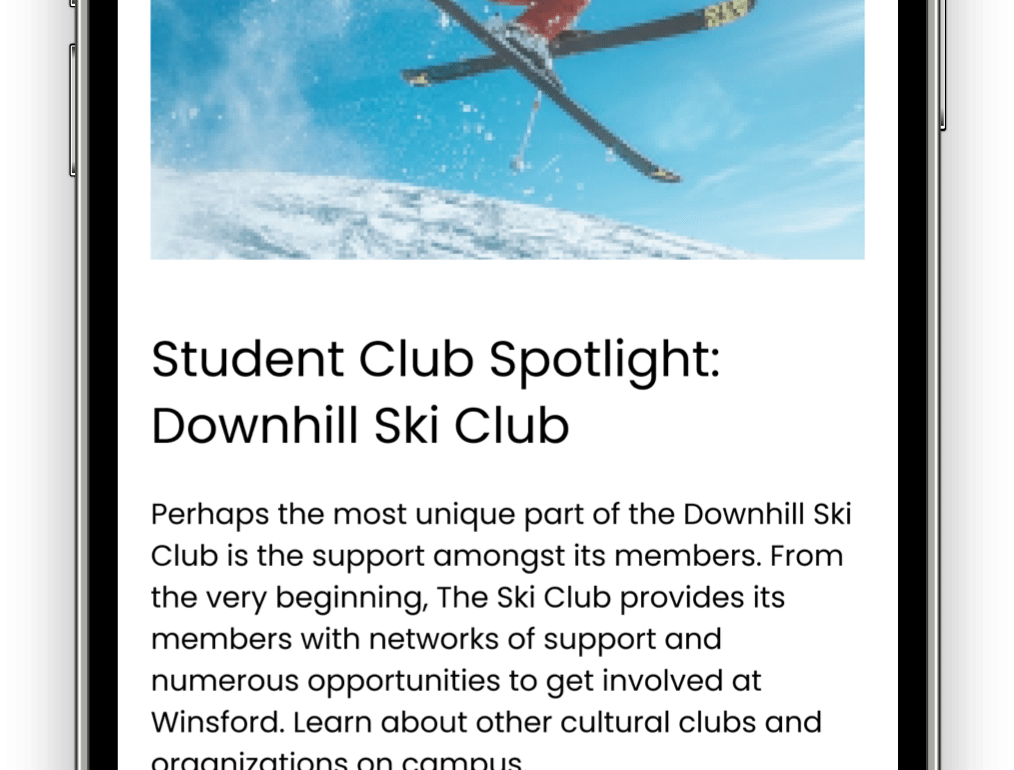 Student Club Spotlight:
Downhill Ski Club
Perhaps the most unique part of the Downhill Ski
Club is the support amongst its members. From
the very beginning, The Ski Club provides its
members with networks of support and
numerous opportunities to get involved at
Winsford. Learn about other cultural clubs and
organizations on campus.